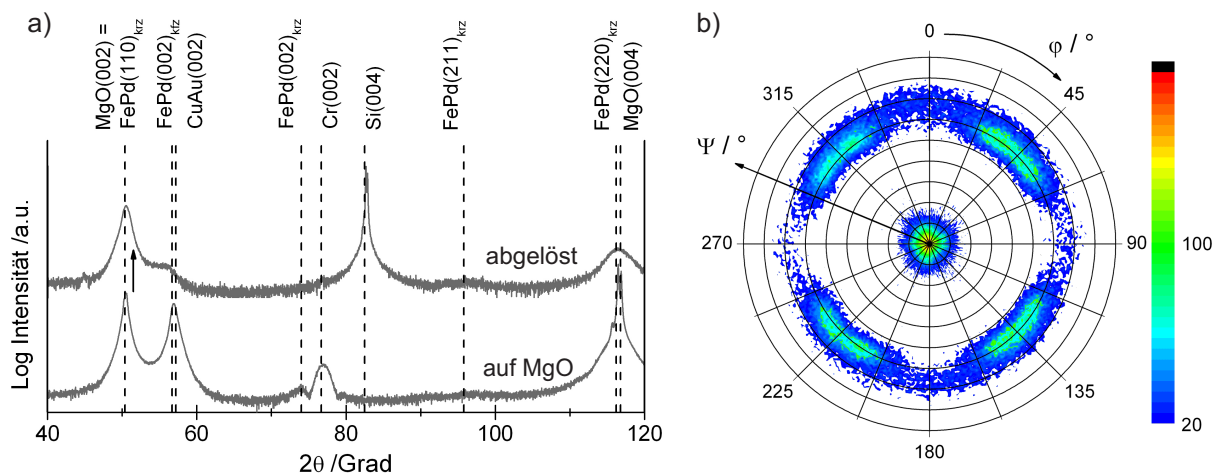 a)
MgO(002) =
FePd(110)krz
FePd(002)kfz
CuAu(002)
FePd(002)krz
Cr(002)
Si(004)
FePd(211)krz
FePd(220)krz
MgO(004)
Log Intensität /a.u.
abgelöst
auf MgO
40
60
80
100
120
2θ /Grad
b)
0
φ / °
315
45
Ψ / °
270
90
225
135
180
100
20